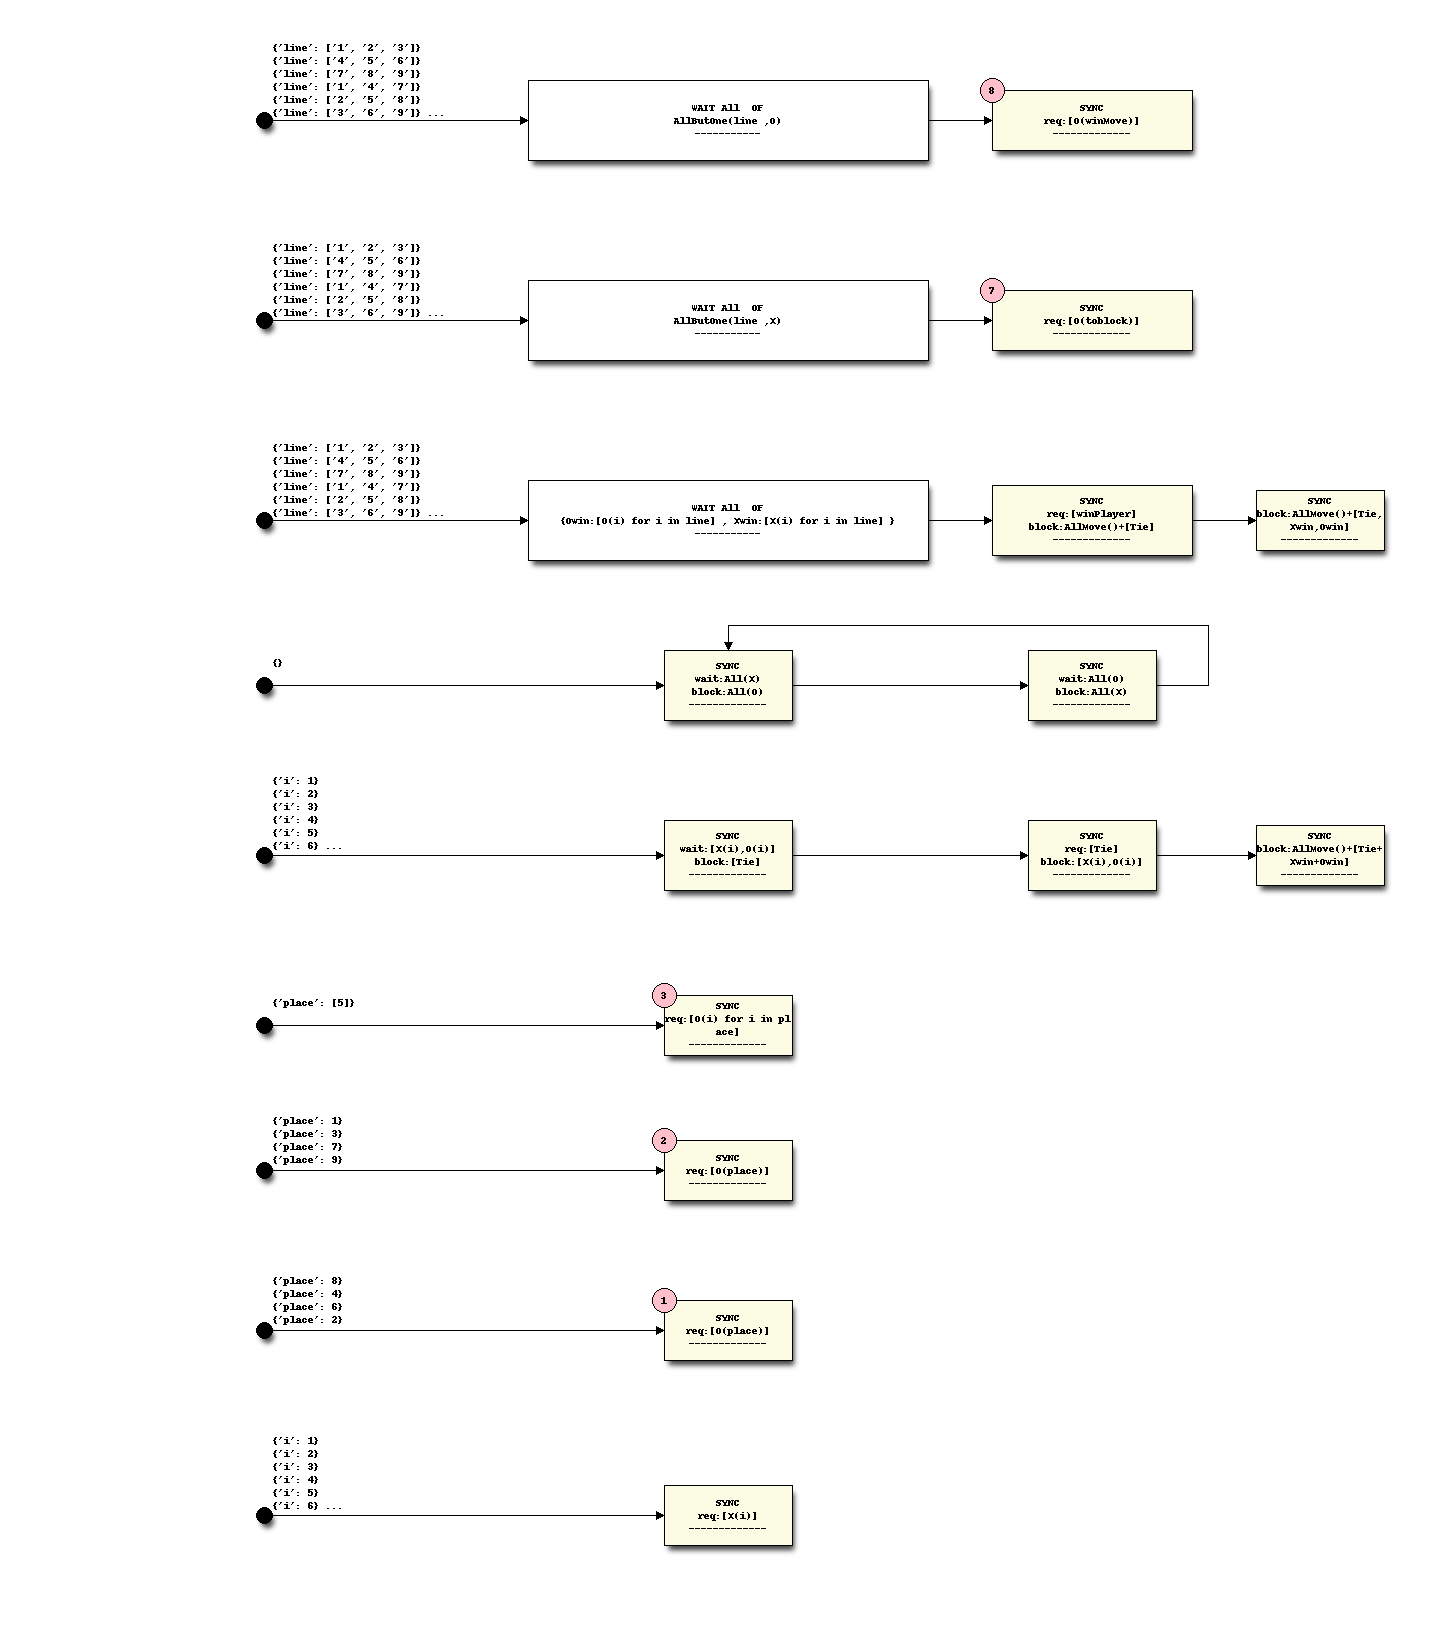 {'line': ['1', '2', '3']}
{'line': ['4', '5', '6']}
{'line': ['7', '8', '9']}
{'line': ['1', '4', '7']}
{'line': ['2', '5', '8']}
{'line': ['3', '6', '9']} ...
WAIT All  OF
AllButOne(line ,O)
-----------
8
SYNC
req:[O(winMove)]
-------------
{'line': ['1', '2', '3']}
{'line': ['4', '5', '6']}
{'line': ['7', '8', '9']}
{'line': ['1', '4', '7']}
{'line': ['2', '5', '8']}
{'line': ['3', '6', '9']} ...
WAIT All  OF
AllButOne(line ,X)
-----------
7
SYNC
req:[O(toblock)]
-------------
{'line': ['1', '2', '3']}
{'line': ['4', '5', '6']}
{'line': ['7', '8', '9']}
{'line': ['1', '4', '7']}
{'line': ['2', '5', '8']}
{'line': ['3', '6', '9']} ...
WAIT All  OF
{Owin:[O(i) for i in line] , Xwin:[X(i) for i in line] }
-----------
SYNC
req:[winPlayer]
block:AllMove()+[Tie]
-------------
SYNC
block:AllMove()+[Tie,
Xwin,Owin]
-------------
{}
SYNC
wait:All(X)
block:All(O)
-------------
SYNC
wait:All(O)
block:All(X)
-------------
{'i': 1}
{'i': 2}
{'i': 3}
{'i': 4}
{'i': 5}
{'i': 6} ...
SYNC
wait:[X(i),O(i)]
block:[Tie]
-------------
SYNC
req:[Tie]
block:[X(i),O(i)]
-------------
SYNC
block:AllMove()+[Tie+
Xwin+Owin]
-------------
{'place': [5]}
3
SYNC
req:[O(i) for i in pl
ace]
-------------
{'place': 1}
{'place': 3}
{'place': 7}
{'place': 9}
2
SYNC
req:[O(place)]
-------------
{'place': 8}
{'place': 4}
{'place': 6}
{'place': 2}
1
SYNC
req:[O(place)]
-------------
{'i': 1}
{'i': 2}
{'i': 3}
{'i': 4}
{'i': 5}
{'i': 6} ...
SYNC
req:[X(i)]
-------------